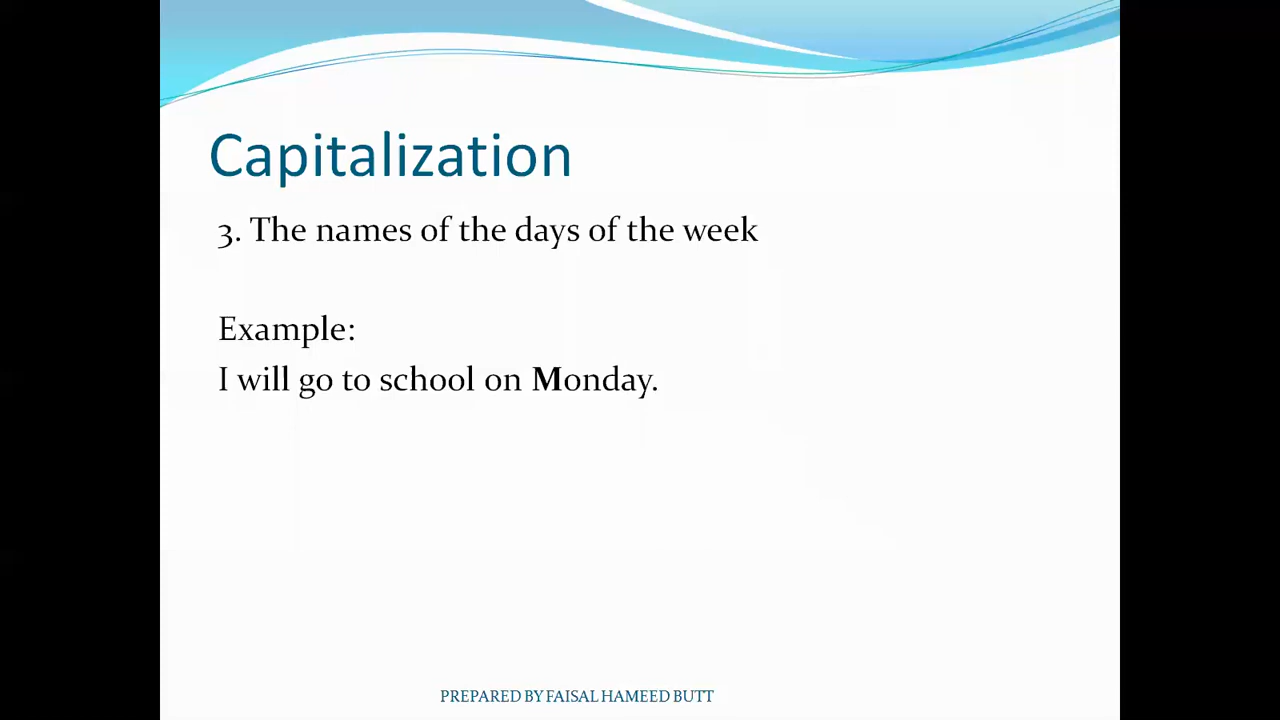 Capitalization
3. The names of the days of the week
Example:
I will go to school on Monday.
PREPARED BY FAISAL HAMEED BUTT